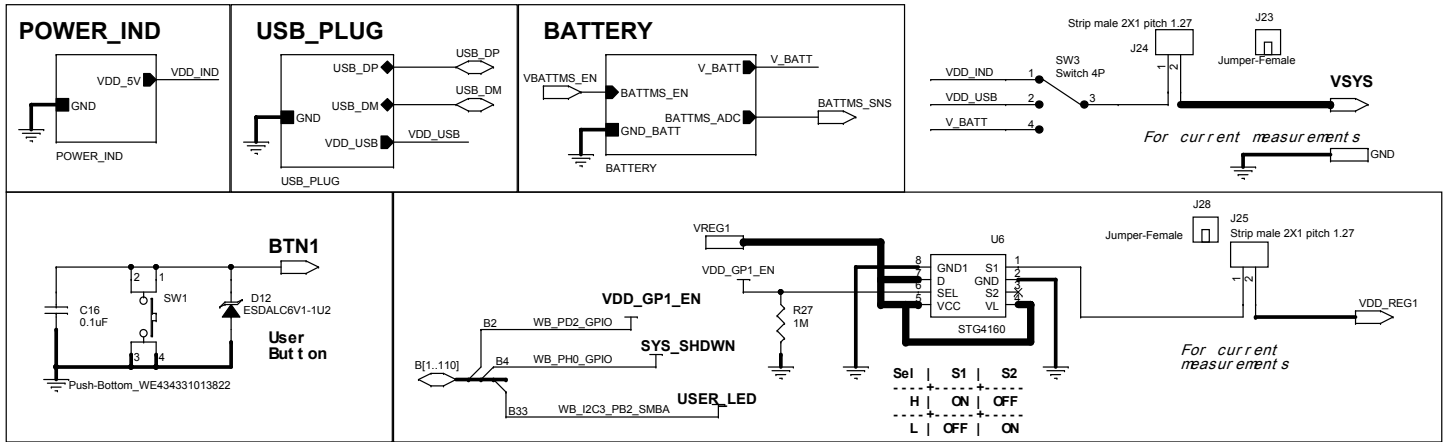 POWER_IND
VDD_5V
VDD_IND
GND
POWER_IND
USB_PLUG
USB_DP
USB_DP
USB_DM
USB_DM
GND
VDD_USB
VDD_USB
USB_PLUG
BATTERY
V_BATT
V_BATT
VBATTMS_EN
BATTMS_EN
BATTMS_SNS
BATTMS_ADC
GND_BATT
BATTERY
Strip male 2X1 pitch 1.27
J23
J24
Jumper-Female
SW3
Switch 4P
VDD_IND
1
1
2
VSYS
VDD_USB
2
3
V_BATT
4
For current measurements
GND
BTN1
2
1
SW1
C16
0.1uF
D12
ESDALC6V1-1U2
User
Button
3
4
Push-Bottom_WE434331013822
VREG1
VDD_GP1_EN
R27
1M
VDD_GP1_EN
B2
WB_PD2_GPIO
SYS_SHDWN
B[1..110]
B4
WB_PH0_GPIO
USER_LED
B33
WB_I2C3_PB2_SMBA
U6
8
GND1
S1
1
7
D
GND
2
6
SEL
S2
3
5
VCC
VL
4
STG4160
Sel | S1 | S2
H | ON | OFF
L | OFF | ON
J28
J25
Jumper-Female
Strip male 2X1 pitch 1.27
1
2
VDD_REG1
For current
measurements